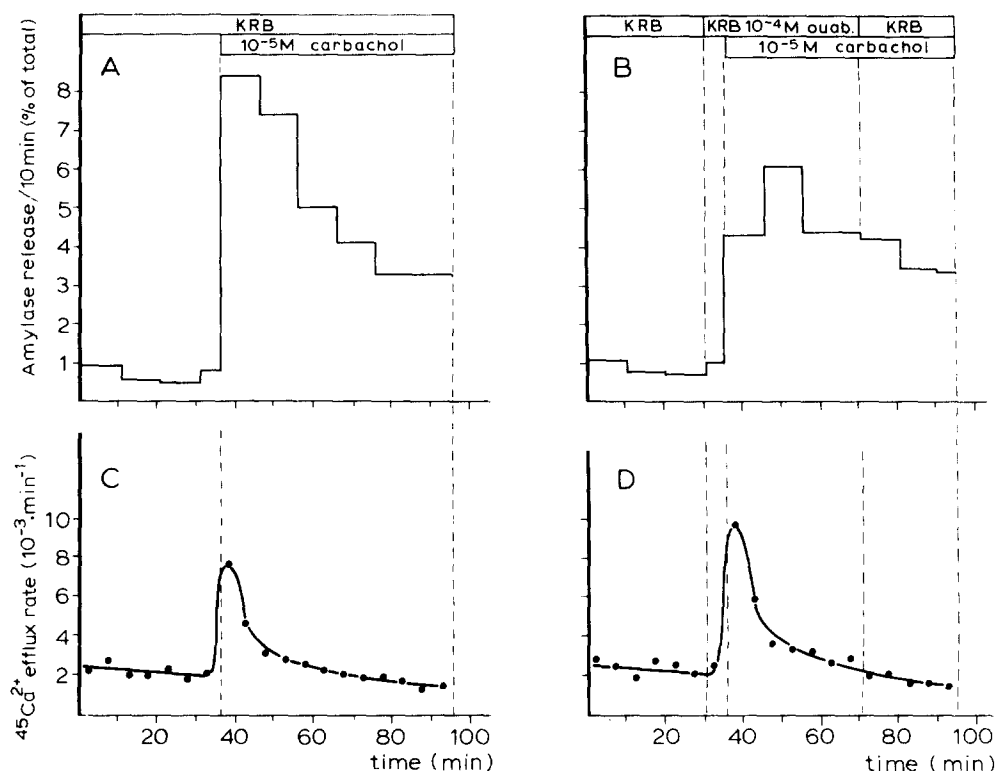 KRB
10⁻⁵M carbachol
A
Amylase release/10min (% of total)
8
7
6
5
4
3
2
1
KRB
KRB 10⁻⁴M ouab.
KRB
10⁻⁵M carbachol
B
C
⁴⁵Ca²⁺ efflux rate (10⁻³.min⁻¹)
10
8
6
4
2
20
40
60
80
100
time (min)
D
20
40
60
80
100
time (min)